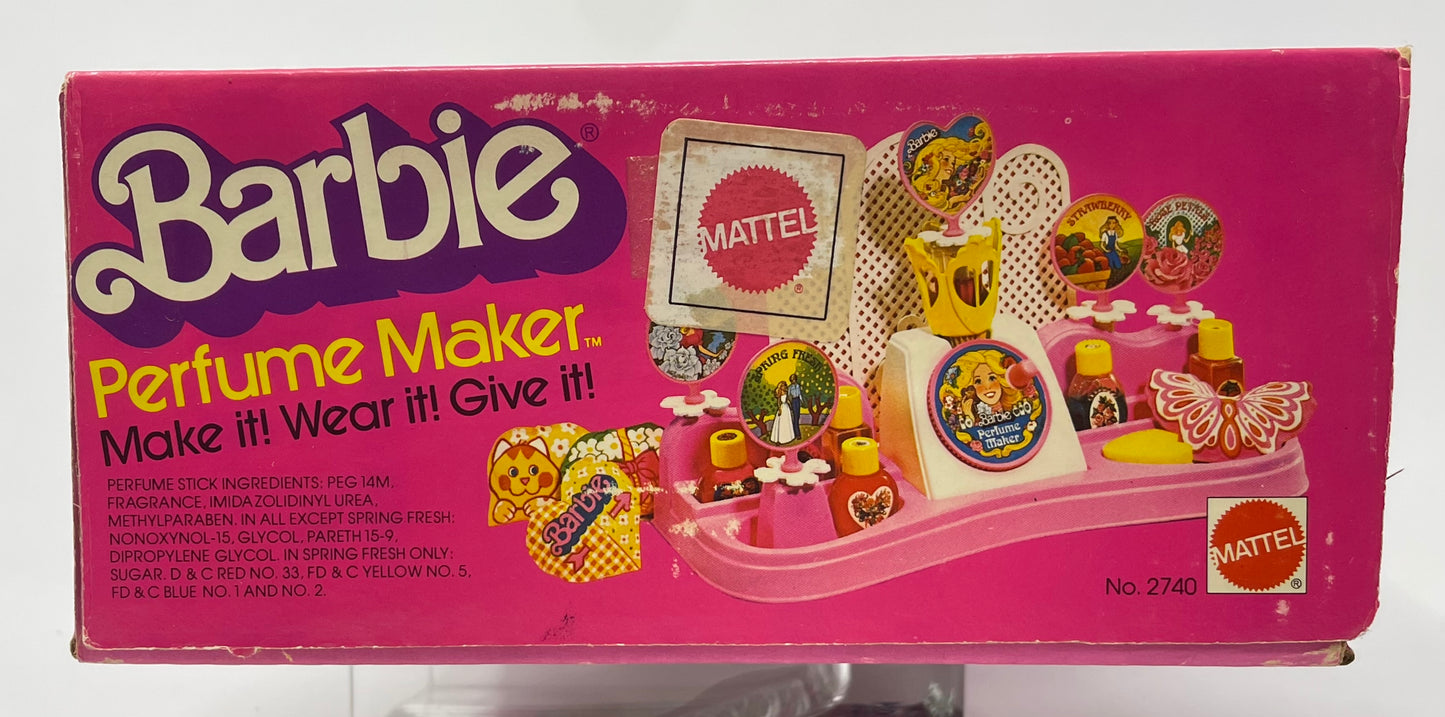 Barbie®
Perfume Maker™
Make it! Wear it! Give it!
PERFUME STICK INGREDIENTS: PEG 14M,
FRAGRANCE, IMIDAZOLIDINYL UREA,
METHYLPARABEN. IN ALL EXCEPT SPRING FRESH:
NONOXYNOL-15, GLYCOL, PARETH 15-9,
DIPROPYLENE GLYCOL. IN SPRING FRESH ONLY:
SUGAR. D & C RED NO. 33, FD & C YELLOW NO. 5,
FD & C BLUE NO. 1 AND NO. 2.
MATTEL®
Barbie
STRAWBERRY
SPRING FRESH
Barbie
Perfume
Maker
Barbie
No. 2740
MATTEL®